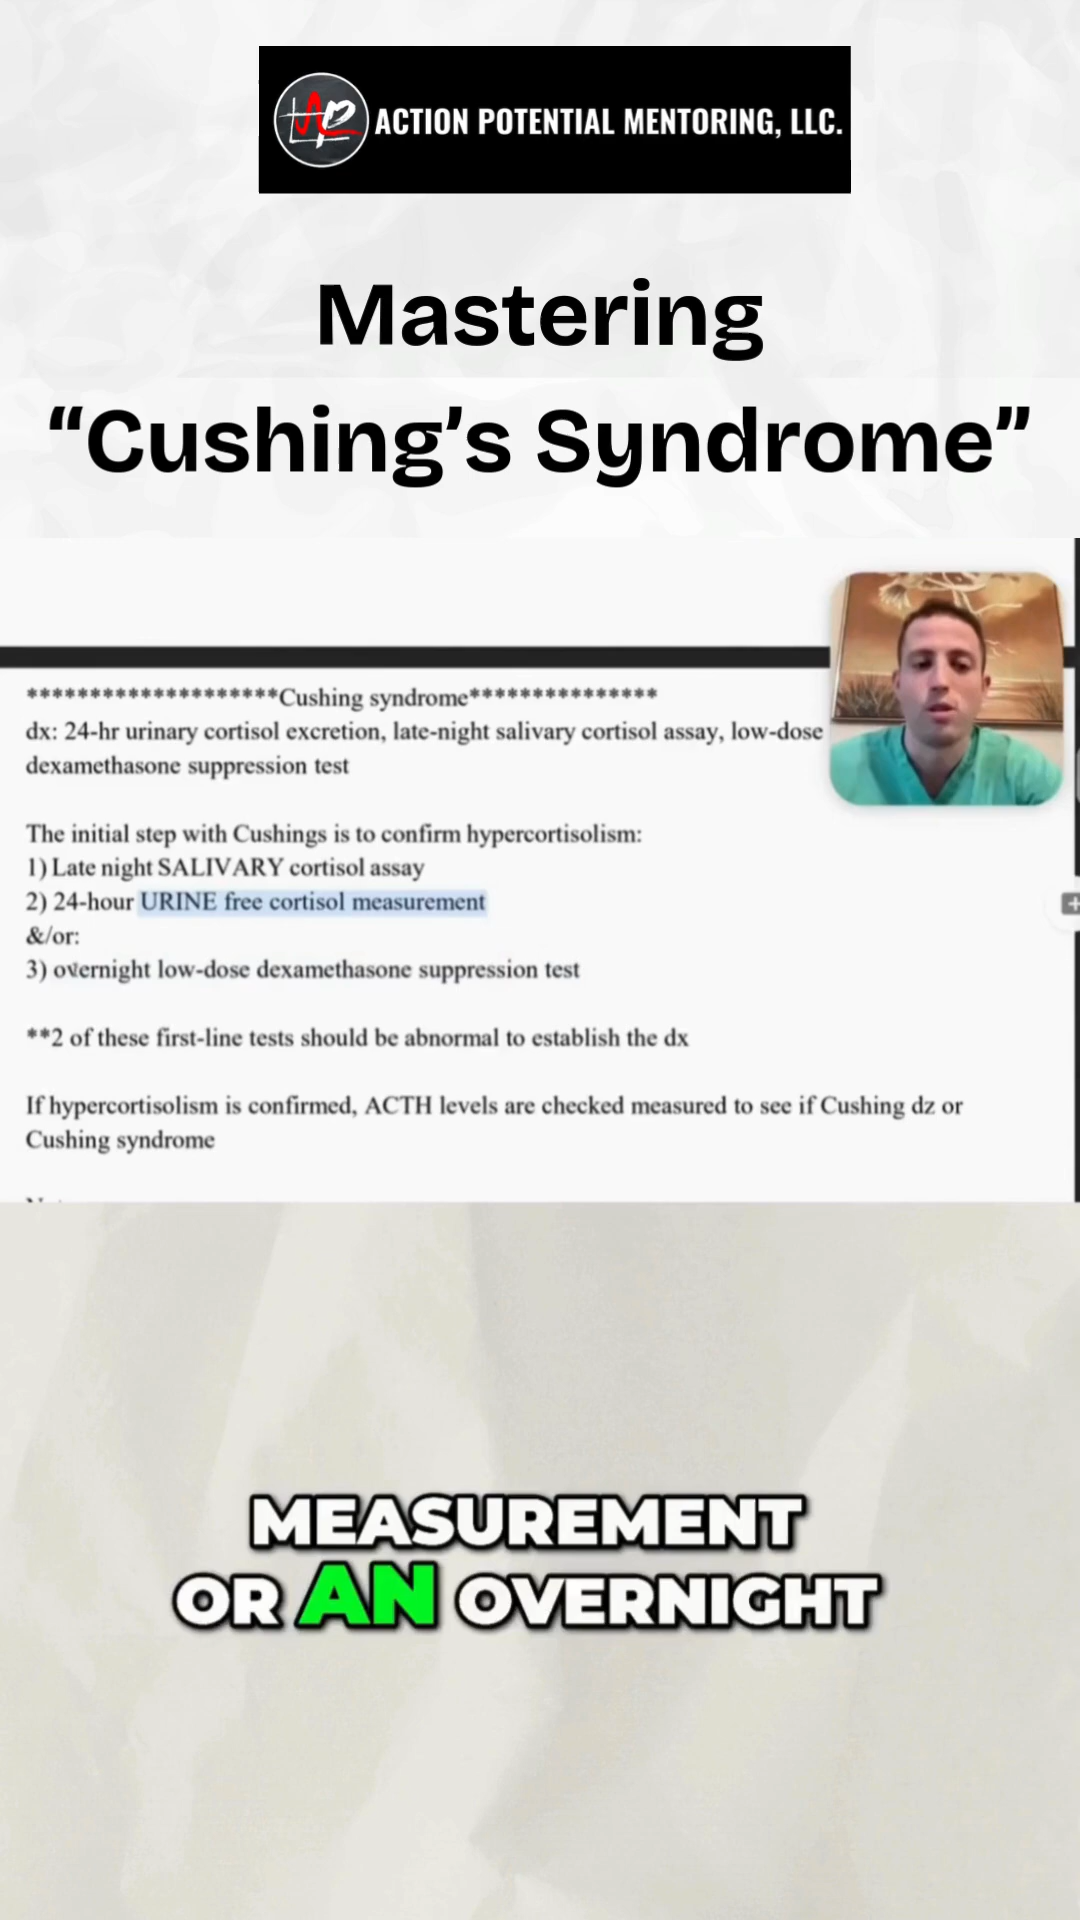 ACTION POTENTIAL MENTORING, LLC.
Mastering
“Cushing’s Syndrome”
********************Cushing syndrome***************
dx: 24-hr urinary cortisol excretion, late-night salivary cortisol assay, low-dose
dexamethasone suppression test
The initial step with Cushings is to confirm hypercortisolism:
1) Late night SALIVARY cortisol assay
2) 24-hour URINE free cortisol measurement
&/or:
3) overnight low-dose dexamethasone suppression test
**2 of these first-line tests should be abnormal to establish the dx
If hypercortisolism is confirmed, ACTH levels are checked measured to see if Cushing dz or
Cushing syndrome
MEASUREMENT
OR AN OVERNIGHT